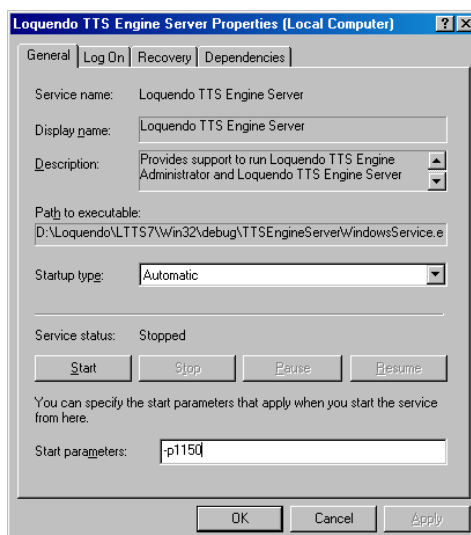 Loquendo TTS Engine Server Properties (Local Computer)
General Log On Recovery Dependencies
Service name: Loquendo TTS Engine Server
Display name: Loquendo TTS Engine Server
Description: Provides support to run Loquendo TTS Engine
Administrator and Loquendo TTS Engine Server
Path to executable:
D:\Loquendo\LTTS7\Win32\debug\TTSEngineServerWindowsService.e
Startup type: Automatic
Service status: Stopped
Start Stop Pause Resume
You can specify the start parameters that apply when you start the service
from here.
Start parameters: -p1150
OK Cancel Apply